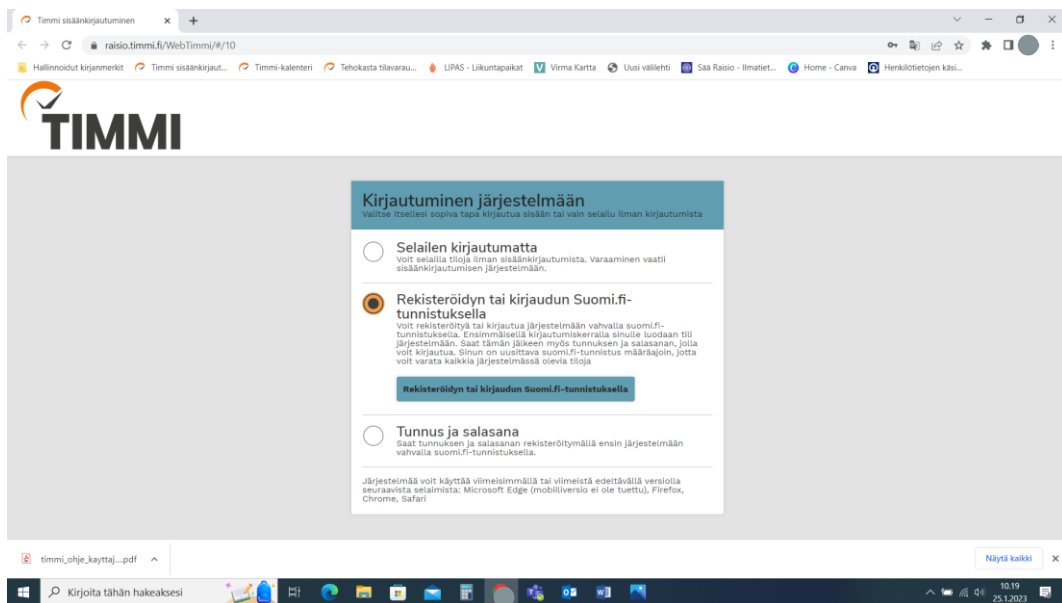 Timmi sisäänkirjautuminen
raisio.timmi.fi/WebTimmi/#/10
Hallinnoidut kirjanmerkit Timmi sisäänkirjaut... Timmi-kalenteri Tehokasta tilavarau... LIPAS - Liikuntapaikat Virma Kartta Uusi välilehti Sää Raisio - Ilmatiet... Home - Canva Henkilötietojen käsi...
TIMMI
Kirjautuminen järjestelmään
Valitse itsellesi sopiva tapa kirjautua sisään tai vain selailu ilman kirjautumista
Selailen kirjautumatta
Voit selailla tiloja ilman sisäänkirjautumista. Varaaminen vaatii
sisäänkirjautumisen järjestelmään.
Rekisteröidyn tai kirjaudun Suomi.fi-
tunnistuksella
Voit rekisteröityä tai kirjautua järjestelmään vahvalla suomi.fi-
tunnistuksella. Ensimmäisellä kirjautumiskerralla sinulle luodaan tili
järjestelmään. Saat tämän jälkeen myös tunnuksen ja salasanan, jolla
voit kirjautua. Sinun on uusittava suomi.fi-tunnistus määräajoin, jotta
voit varata kaikkia järjestelmässä olevia tiloja
Rekisteröidyn tai kirjaudun Suomi.fi-tunnistuksella
Tunnus ja salasana
Saat tunnuksen ja salasanan rekisteröitymällä ensin järjestelmään
vahvalla suomi.fi-tunnistuksella.
Järjestelmää voit käyttää viimeisimmällä tai viimeistä edeltävällä versiolla
seuraavista selaimista: Microsoft Edge (mobiiliversio ei ole tuettu), Firefox,
Chrome, Safari
timmi_ohje_kayttaj....pdf
Näytä kaikki
Kirjoita tähän hakeaksesi
10.19
25.1.2023